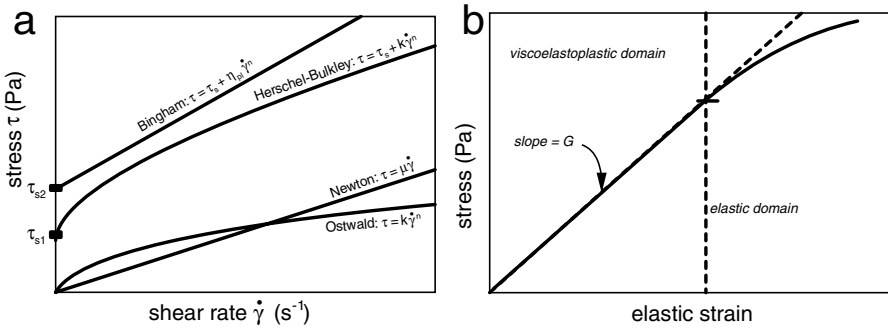 a
stress τ (Pa)
Bingham: τ = τₛ + ηₚₗ γ̇ⁿ
Herschel-Bulkley: τ = τₛ + kγ̇ⁿ
τₛ₂
Newton: τ = μγ̇
τₛ₁
Ostwald: τ = kγ̇ⁿ
shear rate γ̇ (s⁻¹)
b
stress (Pa)
viscoelastoplastic domain
slope = G
elastic domain
elastic strain